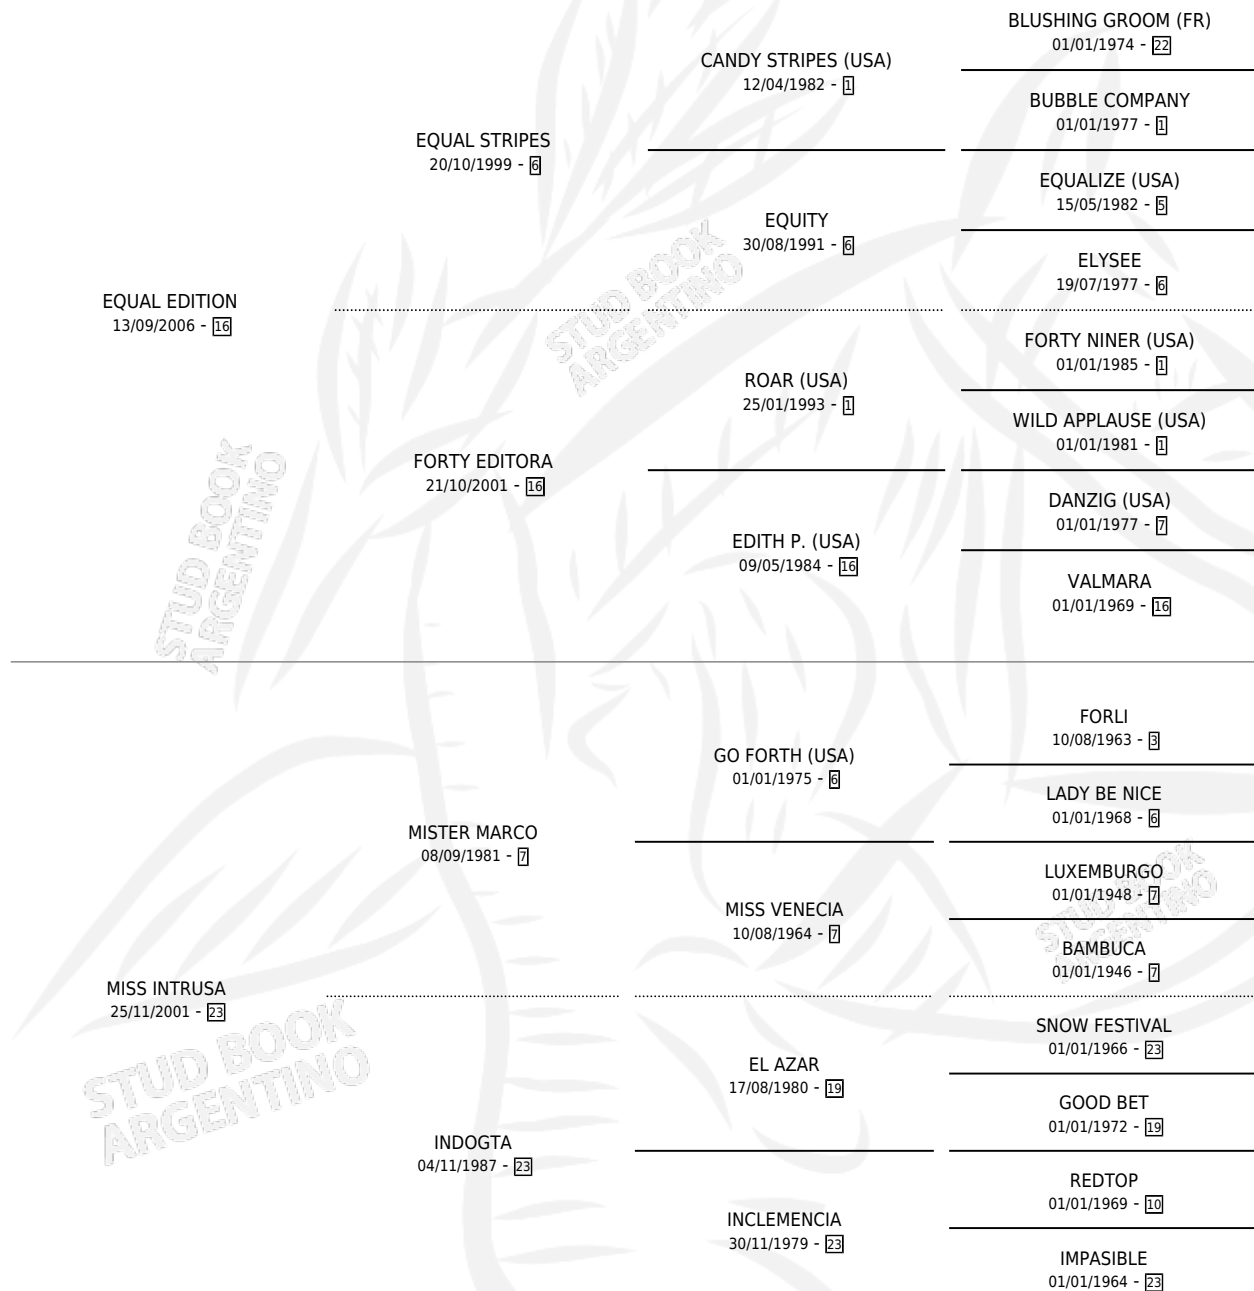 BLUSHING GROOM (FR)
01/01/1974 - 22
CANDY STRIPES (USA)
12/04/1982 - 1
BUBBLE COMPANY
01/01/1977 - 1
EQUAL STRIPES
20/10/1999 - 6
EQUALIZE (USA)
15/05/1982 - 5
EQUITY
30/08/1991 - 6
ELYSEE
19/07/1977 - 6
EQUAL EDITION
13/09/2006 - 16
FORTY NINER (USA)
01/01/1985 - 1
ROAR (USA)
25/01/1993 - 1
WILD APPLAUSE (USA)
01/01/1981 - 1
FORTY EDITORA
21/10/2001 - 16
DANZIG (USA)
01/01/1977 - 7
EDITH P. (USA)
09/05/1984 - 16
VALMARA
01/01/1969 - 16
FORLI
10/08/1963 - 3
GO FORTH (USA)
01/01/1975 - 6
LADY BE NICE
01/01/1968 - 6
MISTER MARCO
08/09/1981 - 7
LUXEMBURGO
01/01/1948 - 7
MISS VENECIA
10/08/1964 - 7
BAMBUCA
01/01/1946 - 7
MISS INTRUSA
25/11/2001 - 23
SNOW FESTIVAL
01/01/1966 - 23
EL AZAR
17/08/1980 - 19
GOOD BET
01/01/1972 - 19
INDOGTA
04/11/1987 - 23
REDTOP
01/01/1969 - 10
INCLEMENCIA
30/11/1979 - 23
IMPASIBLE
01/01/1964 - 23
STUD BOOK
ARGENTINO
STUD BOOK
ARGENTINO
STUD BOOK
ARGENTINO
STUD BOOK
ARGENTINO